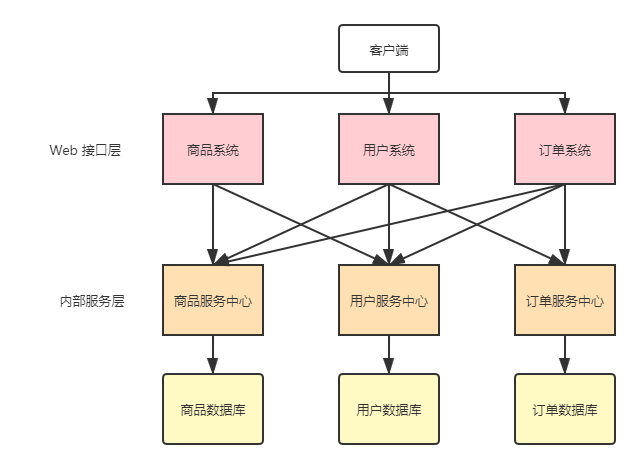 客户端
Web 接口层
商品系统
用户系统
订单系统
内部服务层
商品服务中心
用户服务中心
订单服务中心
商品数据库
用户数据库
订单数据库